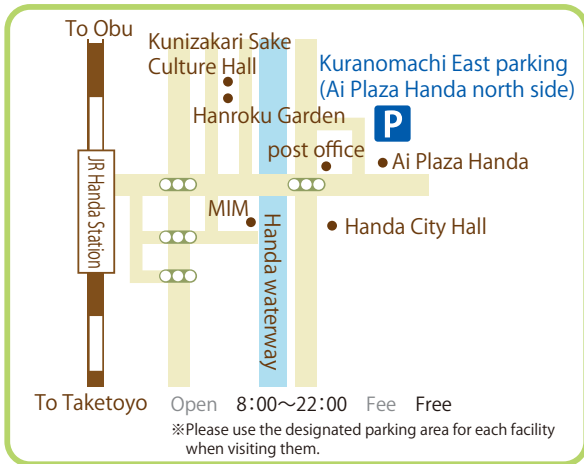 To Obu
Kunizakari Sake
Culture Hall
Hanroku Garden
Kuranomachi East parking
(Ai Plaza Handa north side)
P
post office
Ai Plaza Handa
JR Handa Station
MIM
Handa waterway
Handa City Hall
To Taketoyo
Open 8:00～22:00 Fee Free
※Please use the designated parking area for each facility
when visiting them.